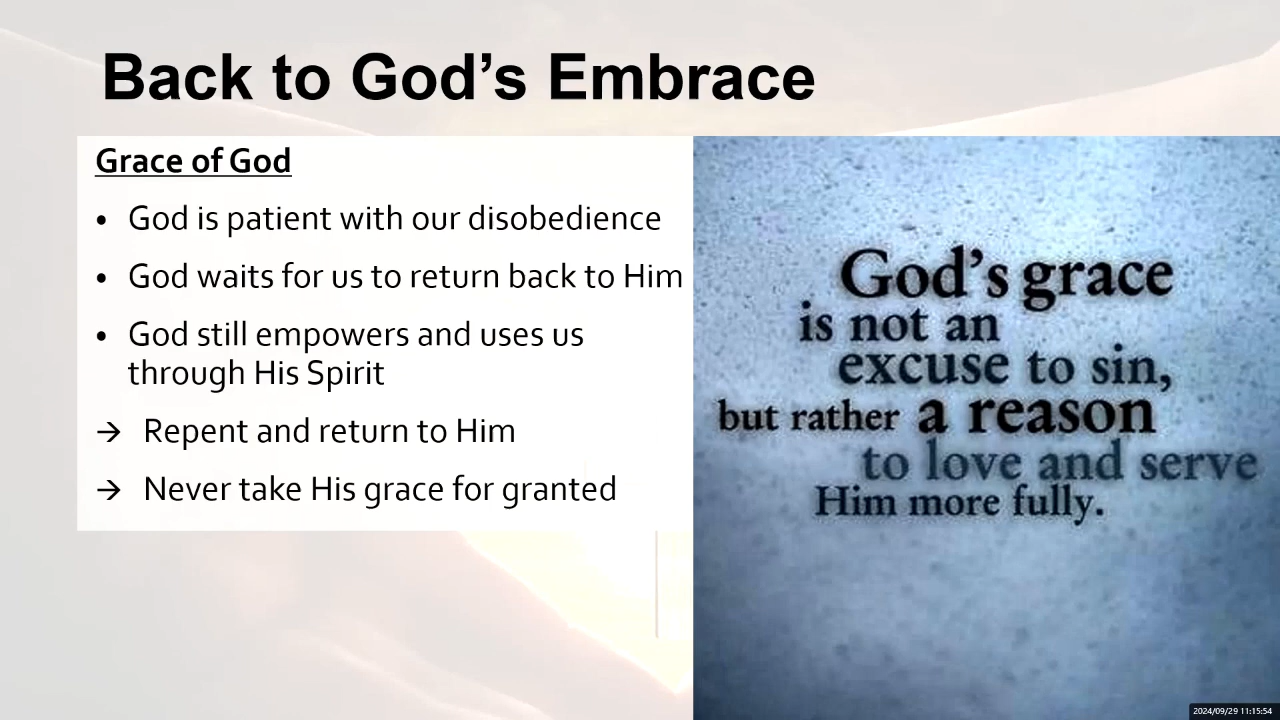 Back to God’s Embrace
Grace of God
• God is patient with our disobedience
• God waits for us to return back to Him
• God still empowers and uses us
through His Spirit
→ Repent and return to Him
→ Never take His grace for granted
God’s grace
is not an
excuse to sin,
but rather a reason
to love and serve
Him more fully.
2024/09/29 11:15:54